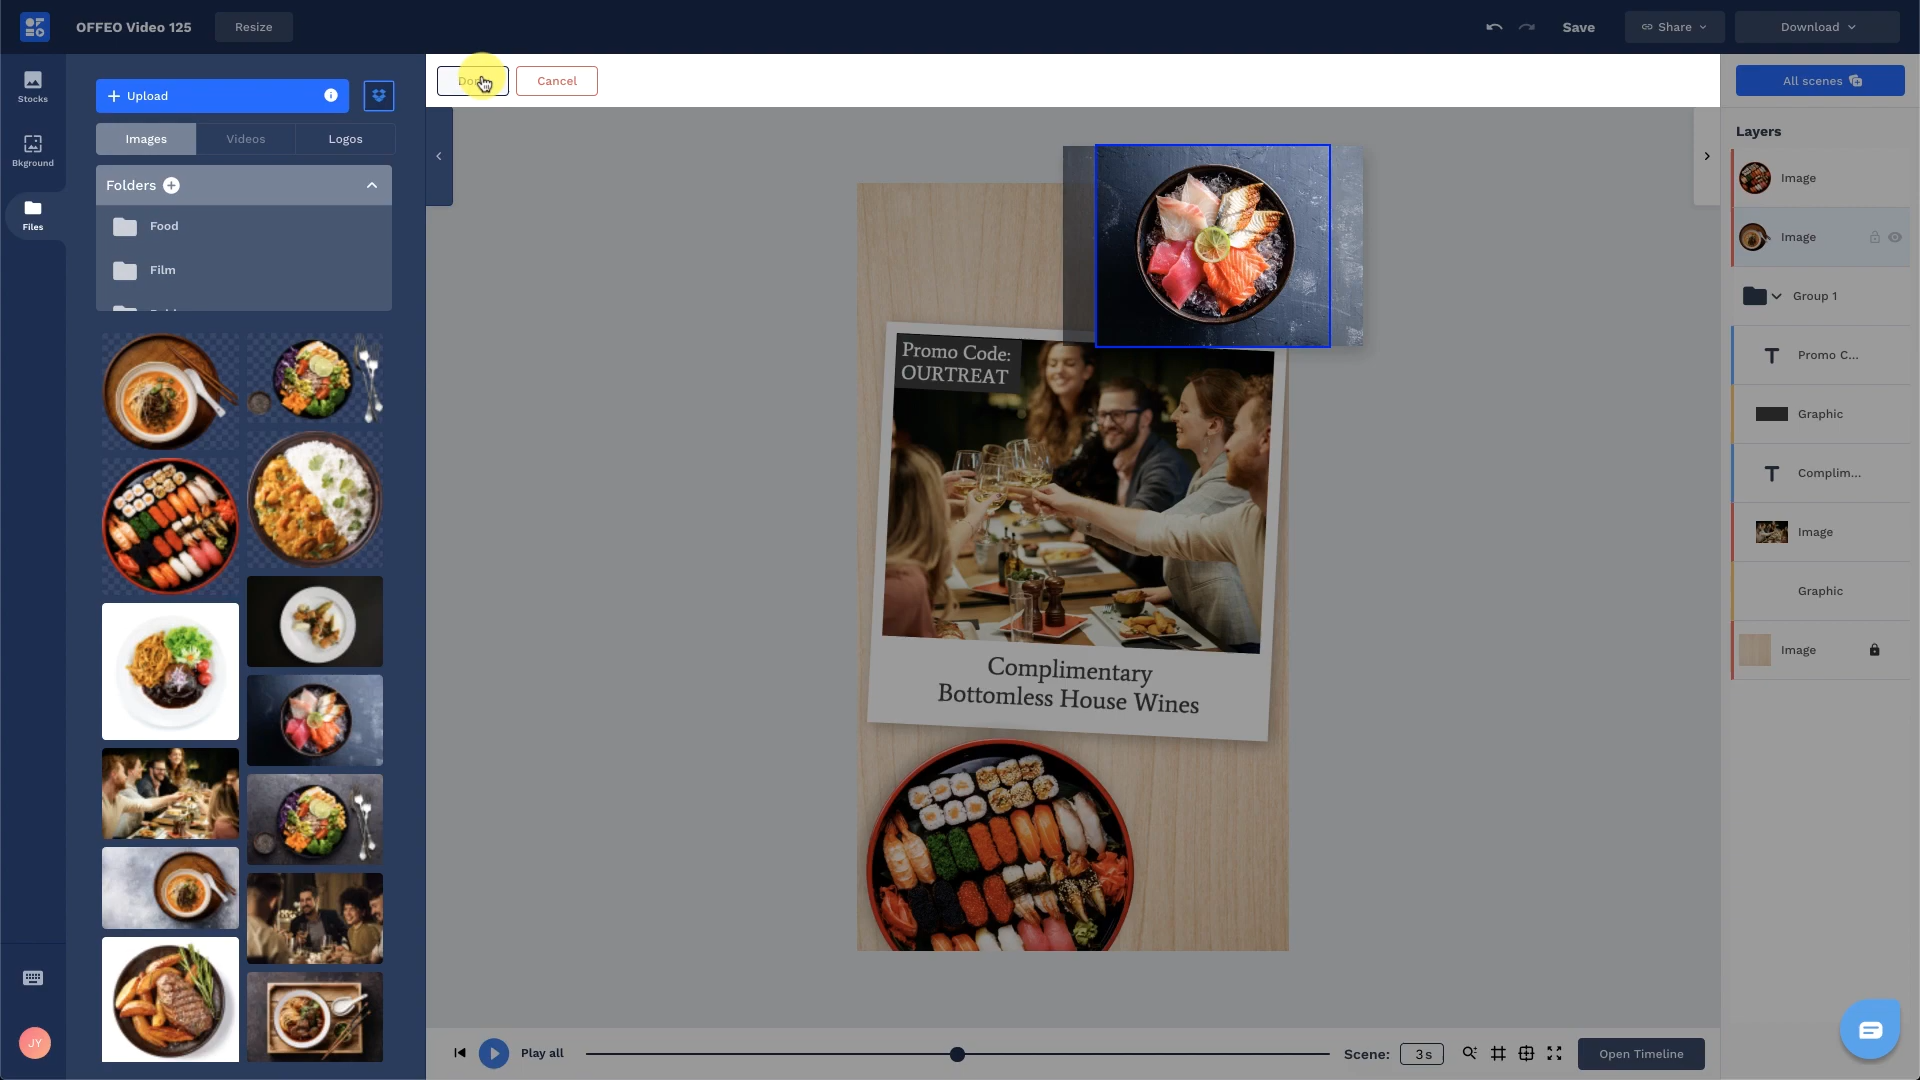 OFFEO Video 125
Resize
Save
Share
Download
Stocks
Bkground
Files
Upload
Images
Videos
Logos
Folders
Food
Film
Cancel
All scenes
Layers
Image
Image
Group 1
Promo C...
Graphic
Complim...
Image
Graphic
Image
Promo Code:
OURTREAT
Complimentary
Bottomless House Wines
JY
Play all
Scene:
3s
Open Timeline